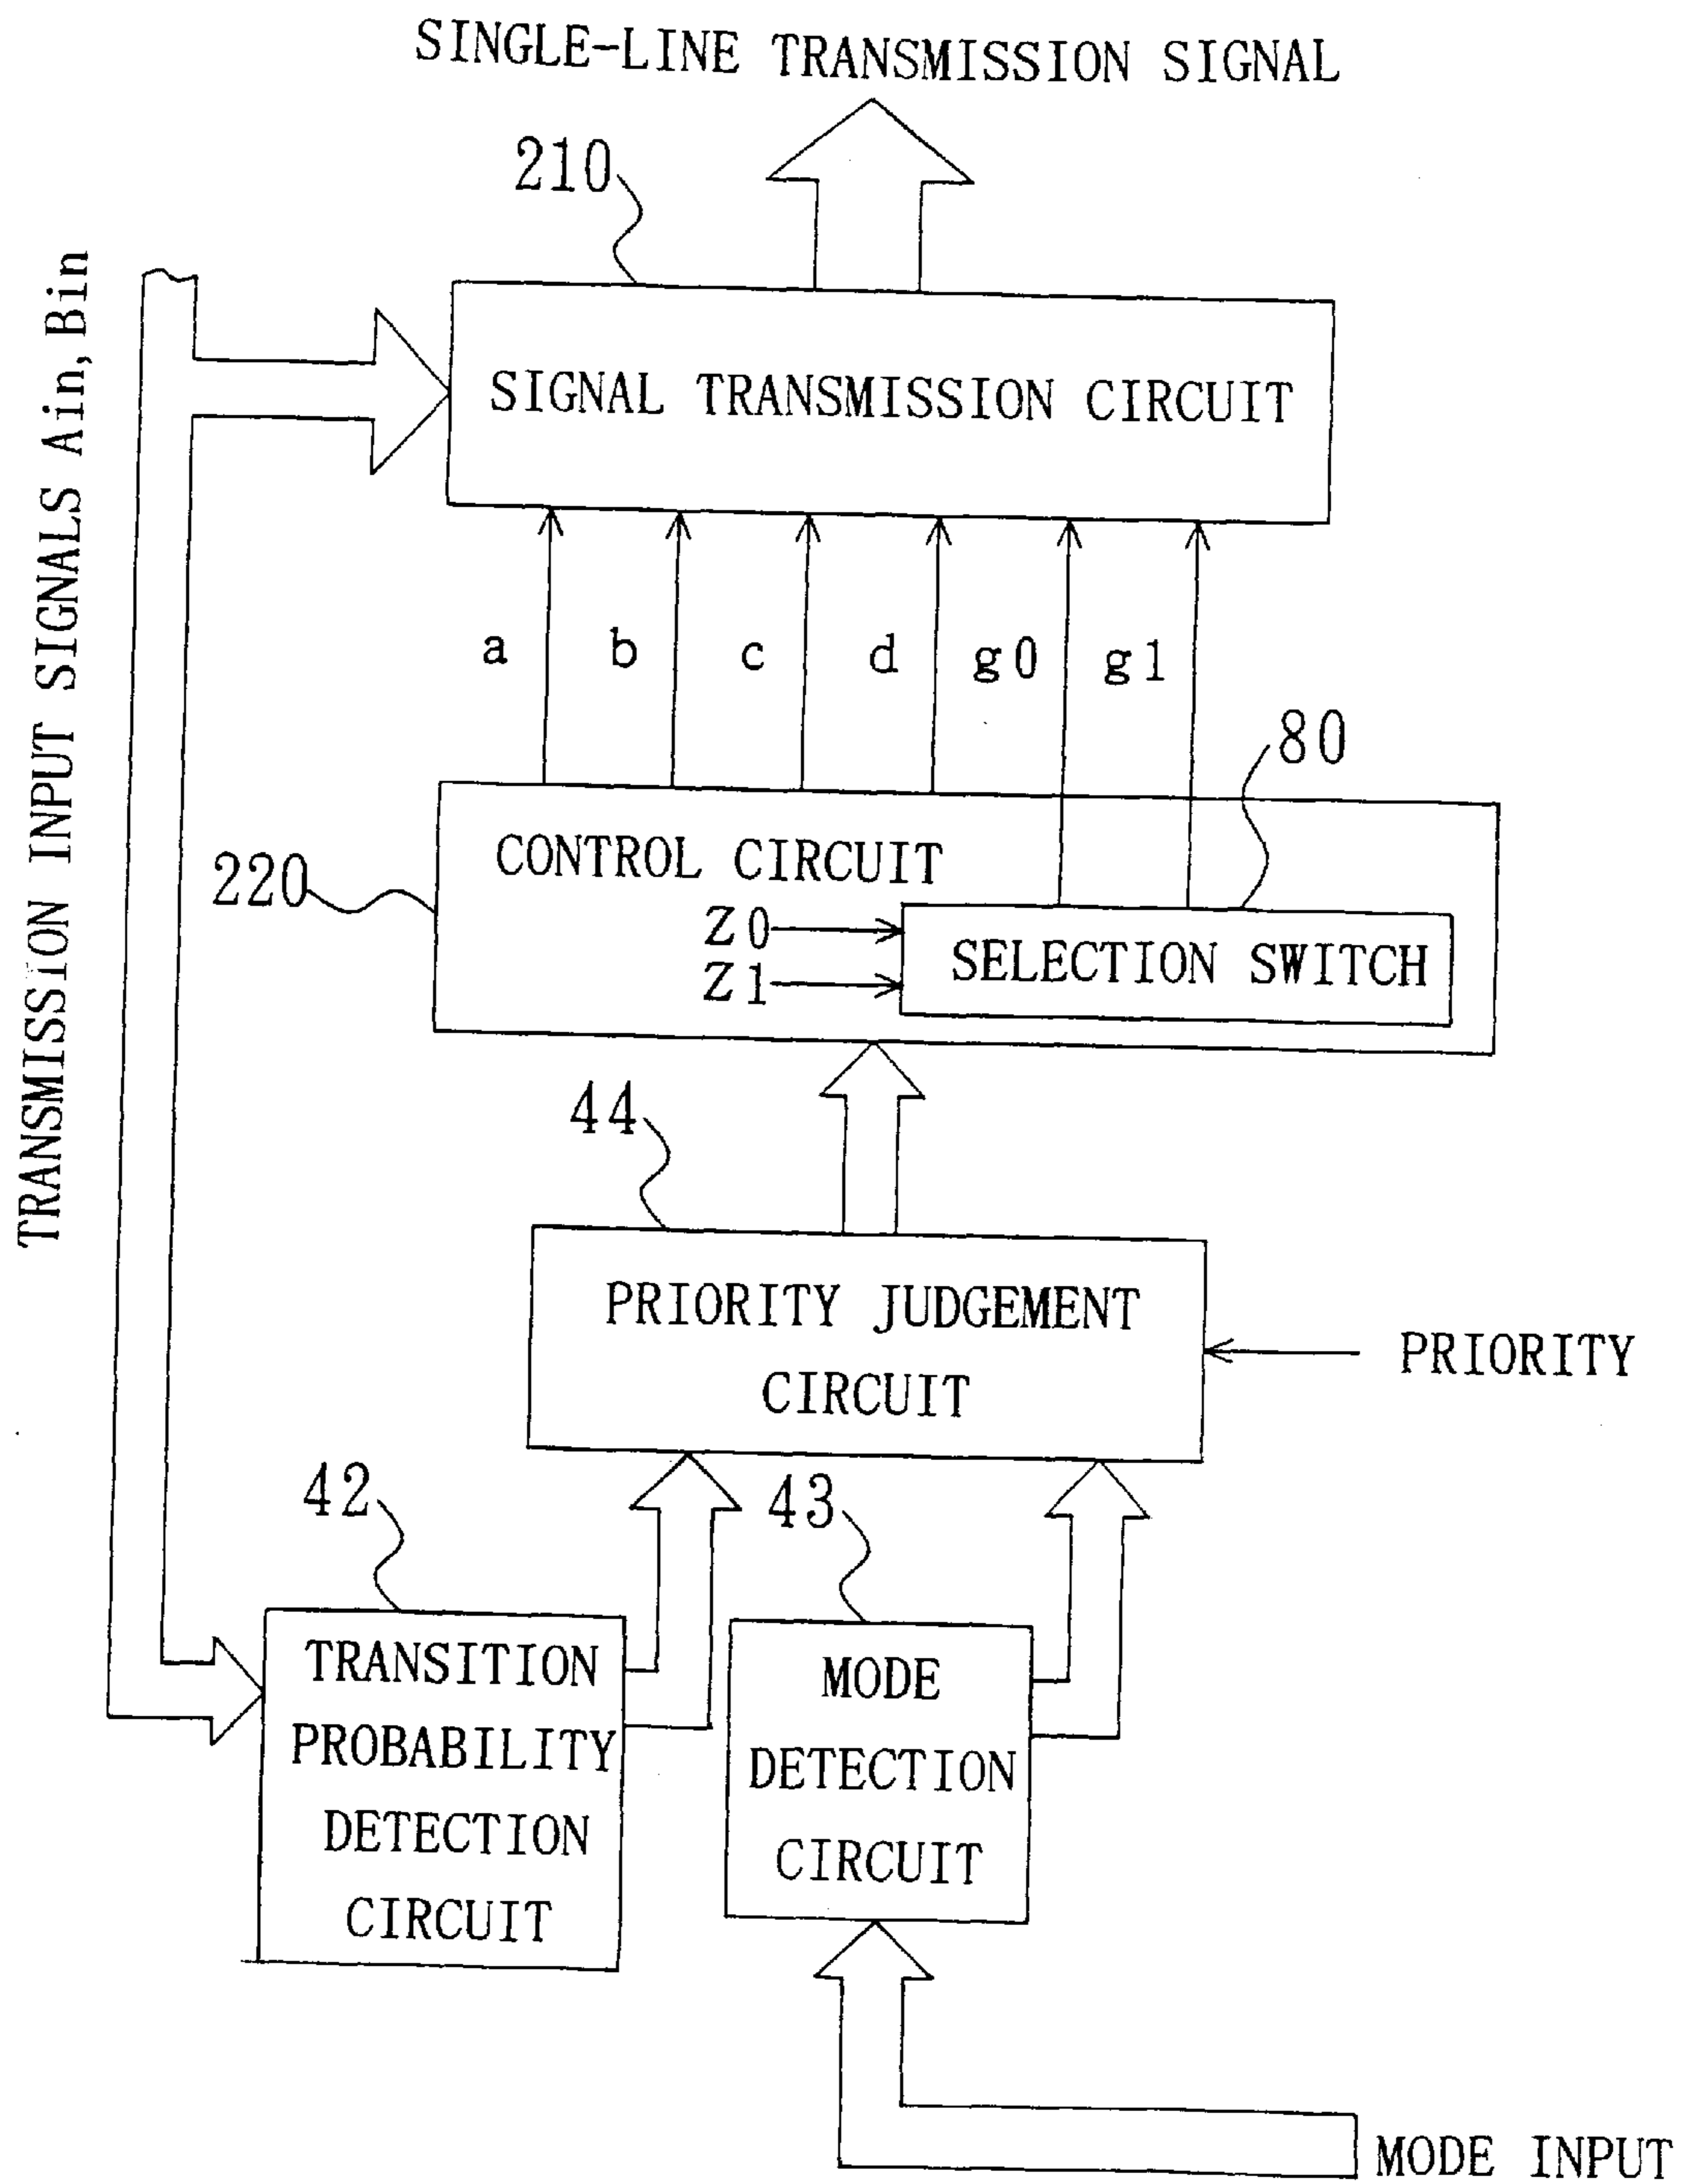 SINGLE-LINE TRANSMISSION SIGNAL
210
TRANSMISSION INPUT SIGNALS Ain, Bin
SIGNAL TRANSMISSION CIRCUIT
a b c d g0 g1
80
220
CONTROL CIRCUIT
Z0
Z1
SELECTION SWITCH
44
PRIORITY JUDGEMENT
CIRCUIT
PRIORITY
42
43
TRANSITION
PROBABILITY
DETECTION
CIRCUIT
MODE
DETECTION
CIRCUIT
MODE INPUT